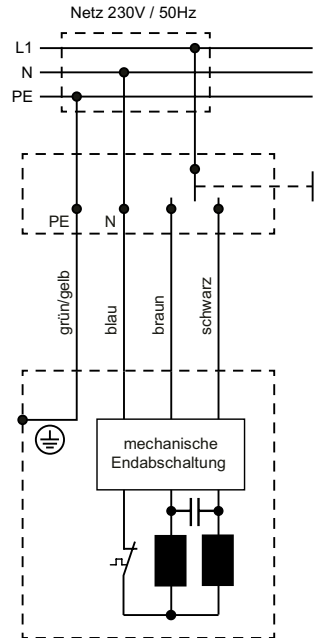 Netz 230V / 50Hz
L1
N
PE
PE
N
grün/gelb
blau
braun
schwarz
mechanische
Endabschaltung